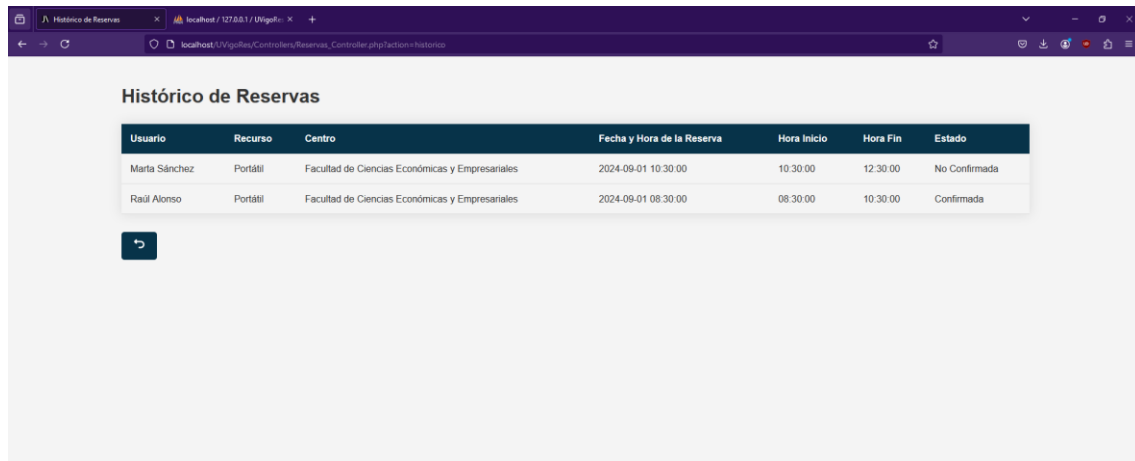 Histórico de Reservas
localhost / 127.0.0.1 / UVigoRe
localhost/UVigoRes/Controllers/Reservas_Controller.php?action=historico
Histórico de Reservas
Usuario Recurso Centro Fecha y Hora de la Reserva Hora Inicio Hora Fin Estado
Marta Sánchez Portátil Facultad de Ciencias Económicas y Empresariales 2024-09-01 10:30:00 10:30:00 12:30:00 No Confirmada
Raúl Alonso Portátil Facultad de Ciencias Económicas y Empresariales 2024-09-01 08:30:00 08:30:00 10:30:00 Confirmada